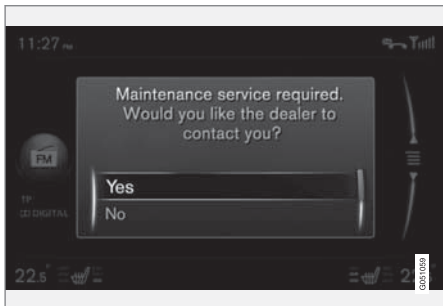 11:27 PM
Maintenance service required.
Would you like the dealer to
contact you?
FM
Yes
No
TP
DIGITAL
22.5°
G051059